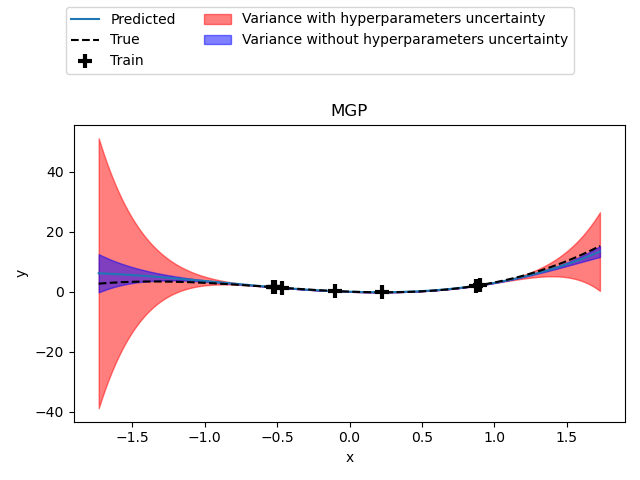 Predicted
True
Train
Variance with hyperparameters uncertainty
Variance without hyperparameters uncertainty
MGP
40
20
0
−20
−40
y
−1.5 −1.0 −0.5 0.0 0.5 1.0 1.5
x